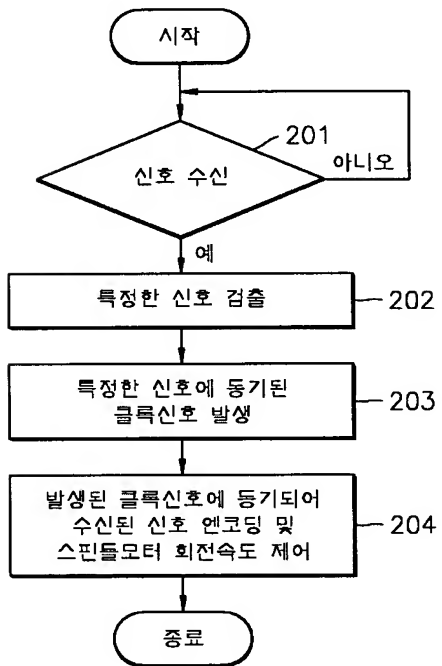 시작
201
신호 수신
아니오
예
특정한 신호 검출
202
특정한 신호에 동기된
클록신호 발생
203
발생된 클록신호에 동기되어
수신된 신호 엔코딩 및
스핀들모터 회전속도 제어
204
종료